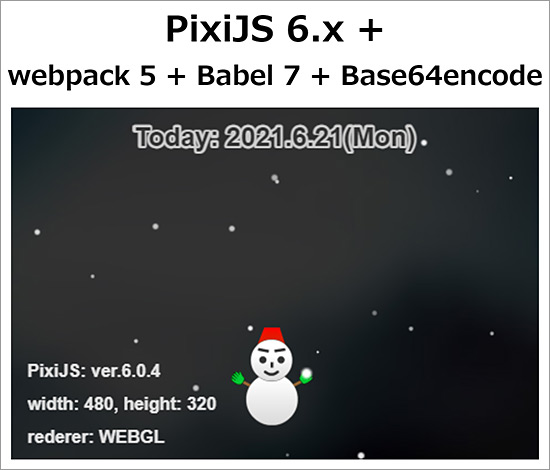 PixiJS 6.x +
webpack 5 + Babel 7 + Base64encode
Today: 2021.6.21(Mon)
PixiJS: ver.6.0.4
width: 480, height: 320
rederer: WEBGL